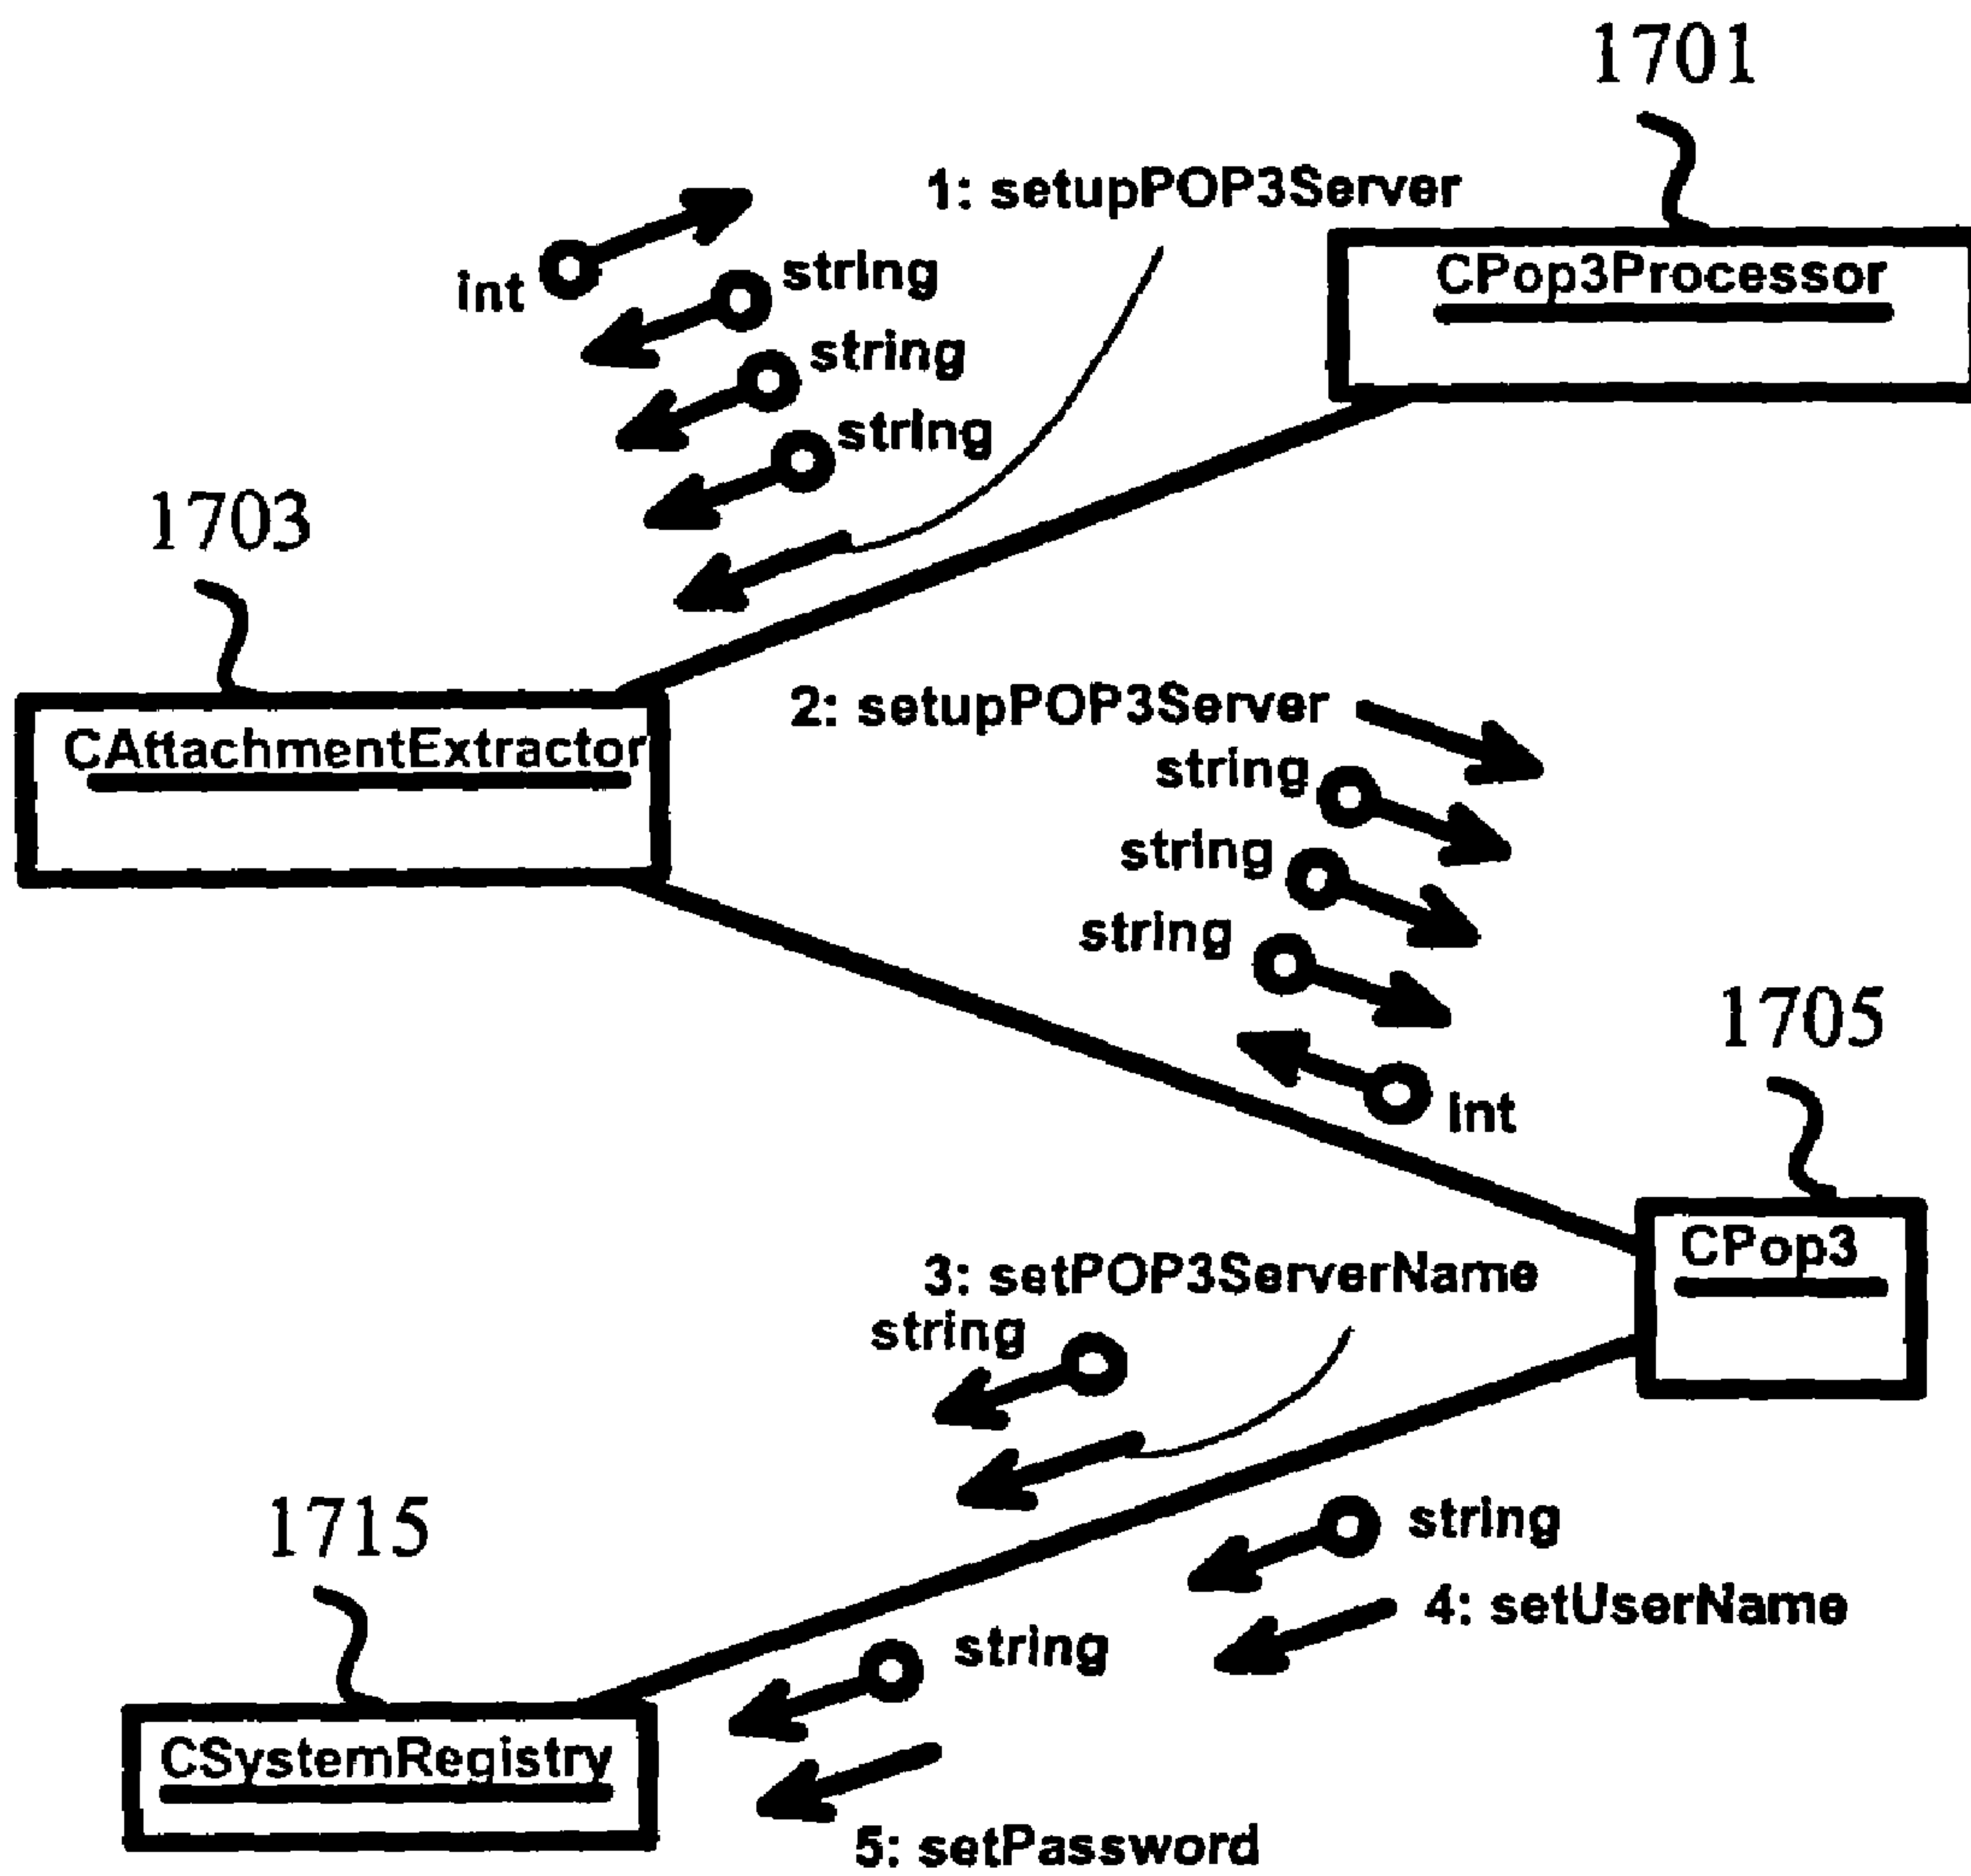 1701
1: setupPOP3Server
CPop3Processor
int
string
string
string
1703
CAttachmentExtractor
2: setupPOP3Server
string
string
string
int
1705
CPop3
3: setPOP3ServerName
string
1715
string
4: setUserName
string
CSystemRegistry
5: setPassword